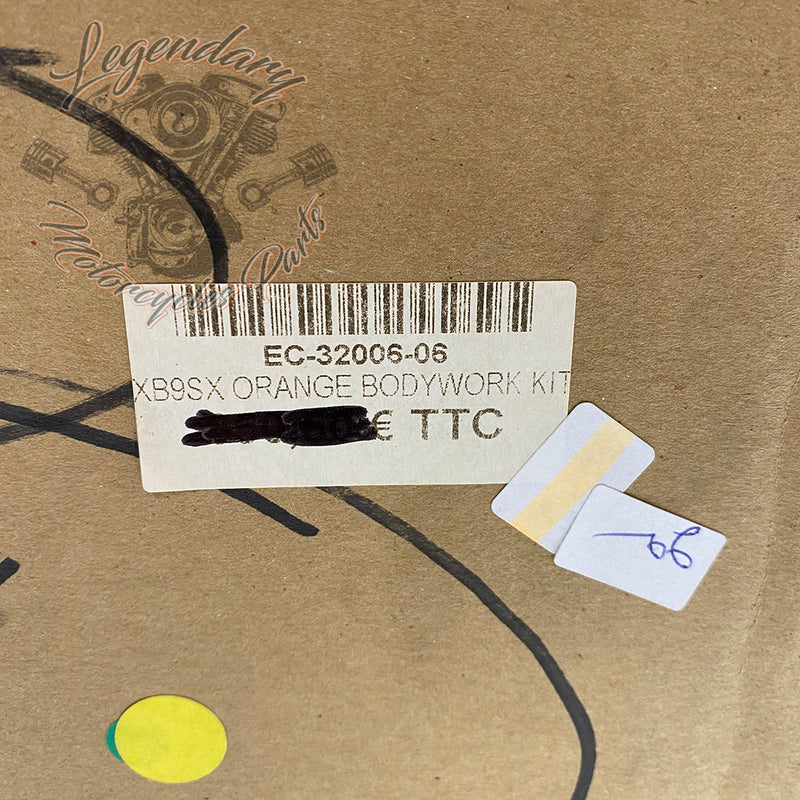 Legendary
Motorcycles Parts
EC-32006-06
XB9SX ORANGE BODYWORK KIT
€ TTC